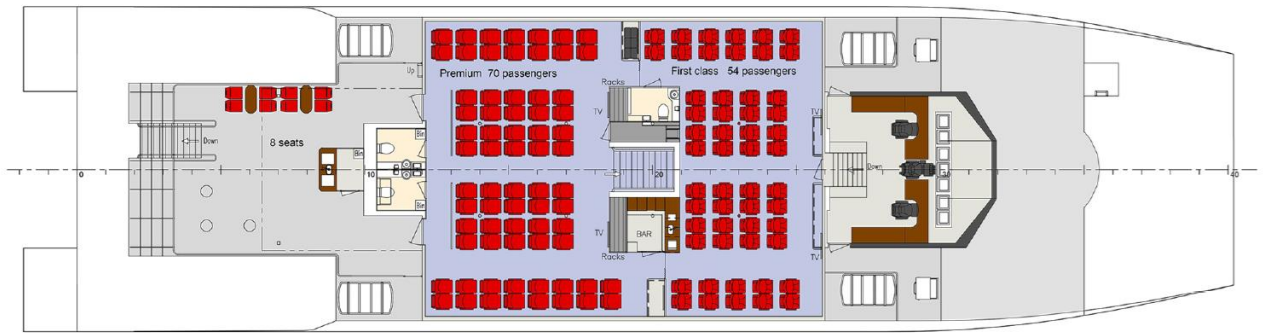 Up
Premium 70 passengers
First class 54 passengers
Racks
TV
TV
8 seats
Down
Bin
Bin
Bin
Down
0
10
20
30
40
BAR
TV
Racks
TV